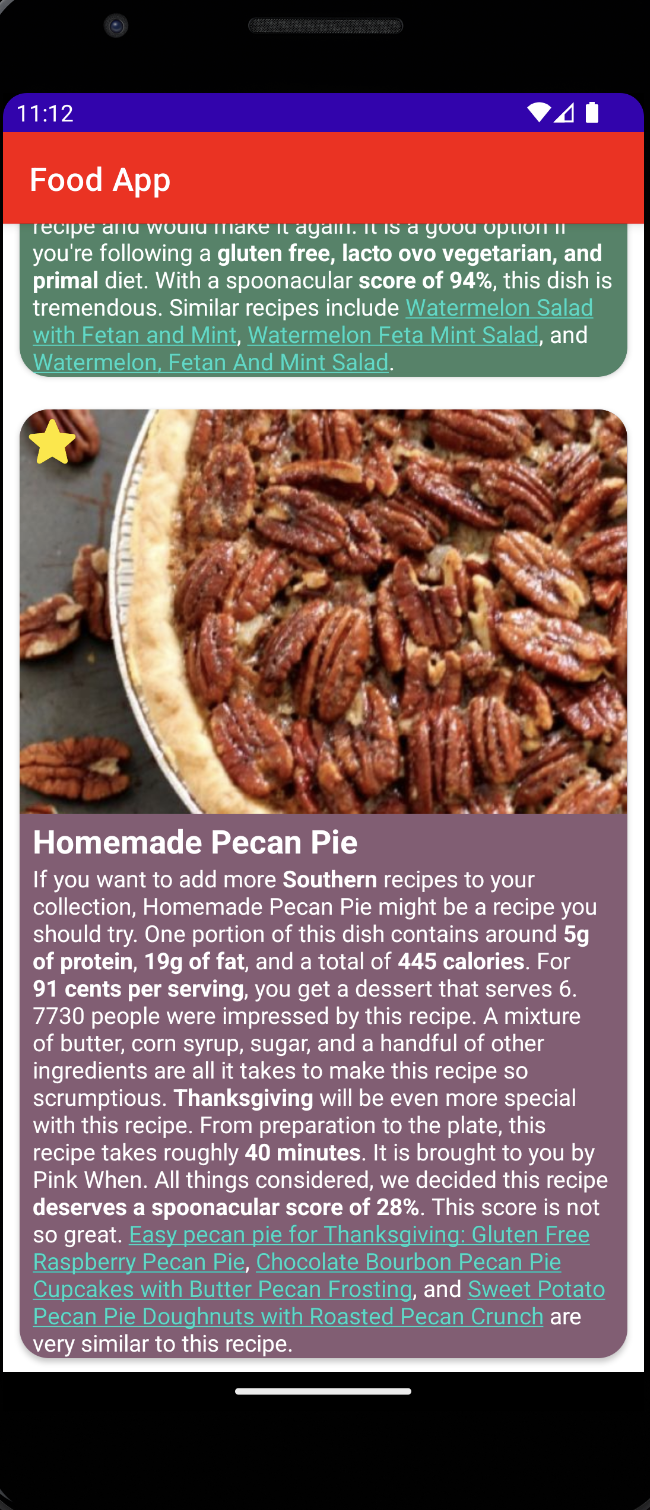 11:12
Food App
recipe and would make it again. It is a good option if
you're following a gluten free, lacto ovo vegetarian, and
primal diet. With a spoonacular score of 94%, this dish is
tremendous. Similar recipes include Watermelon Salad
with Fetan and Mint, Watermelon Feta Mint Salad, and
Watermelon, Fetan And Mint Salad.
Homemade Pecan Pie
If you want to add more Southern recipes to your
collection, Homemade Pecan Pie might be a recipe you
should try. One portion of this dish contains around 5g
of protein, 19g of fat, and a total of 445 calories. For
91 cents per serving, you get a dessert that serves 6.
7730 people were impressed by this recipe. A mixture
of butter, corn syrup, sugar, and a handful of other
ingredients are all it takes to make this recipe so
scrumptious. Thanksgiving will be even more special
with this recipe. From preparation to the plate, this
recipe takes roughly 40 minutes. It is brought to you by
Pink When. All things considered, we decided this recipe
deserves a spoonacular score of 28%. This score is not
so great. Easy pecan pie for Thanksgiving: Gluten Free
Raspberry Pecan Pie, Chocolate Bourbon Pecan Pie
Cupcakes with Butter Pecan Frosting, and Sweet Potato
Pecan Pie Doughnuts with Roasted Pecan Crunch are
very similar to this recipe.